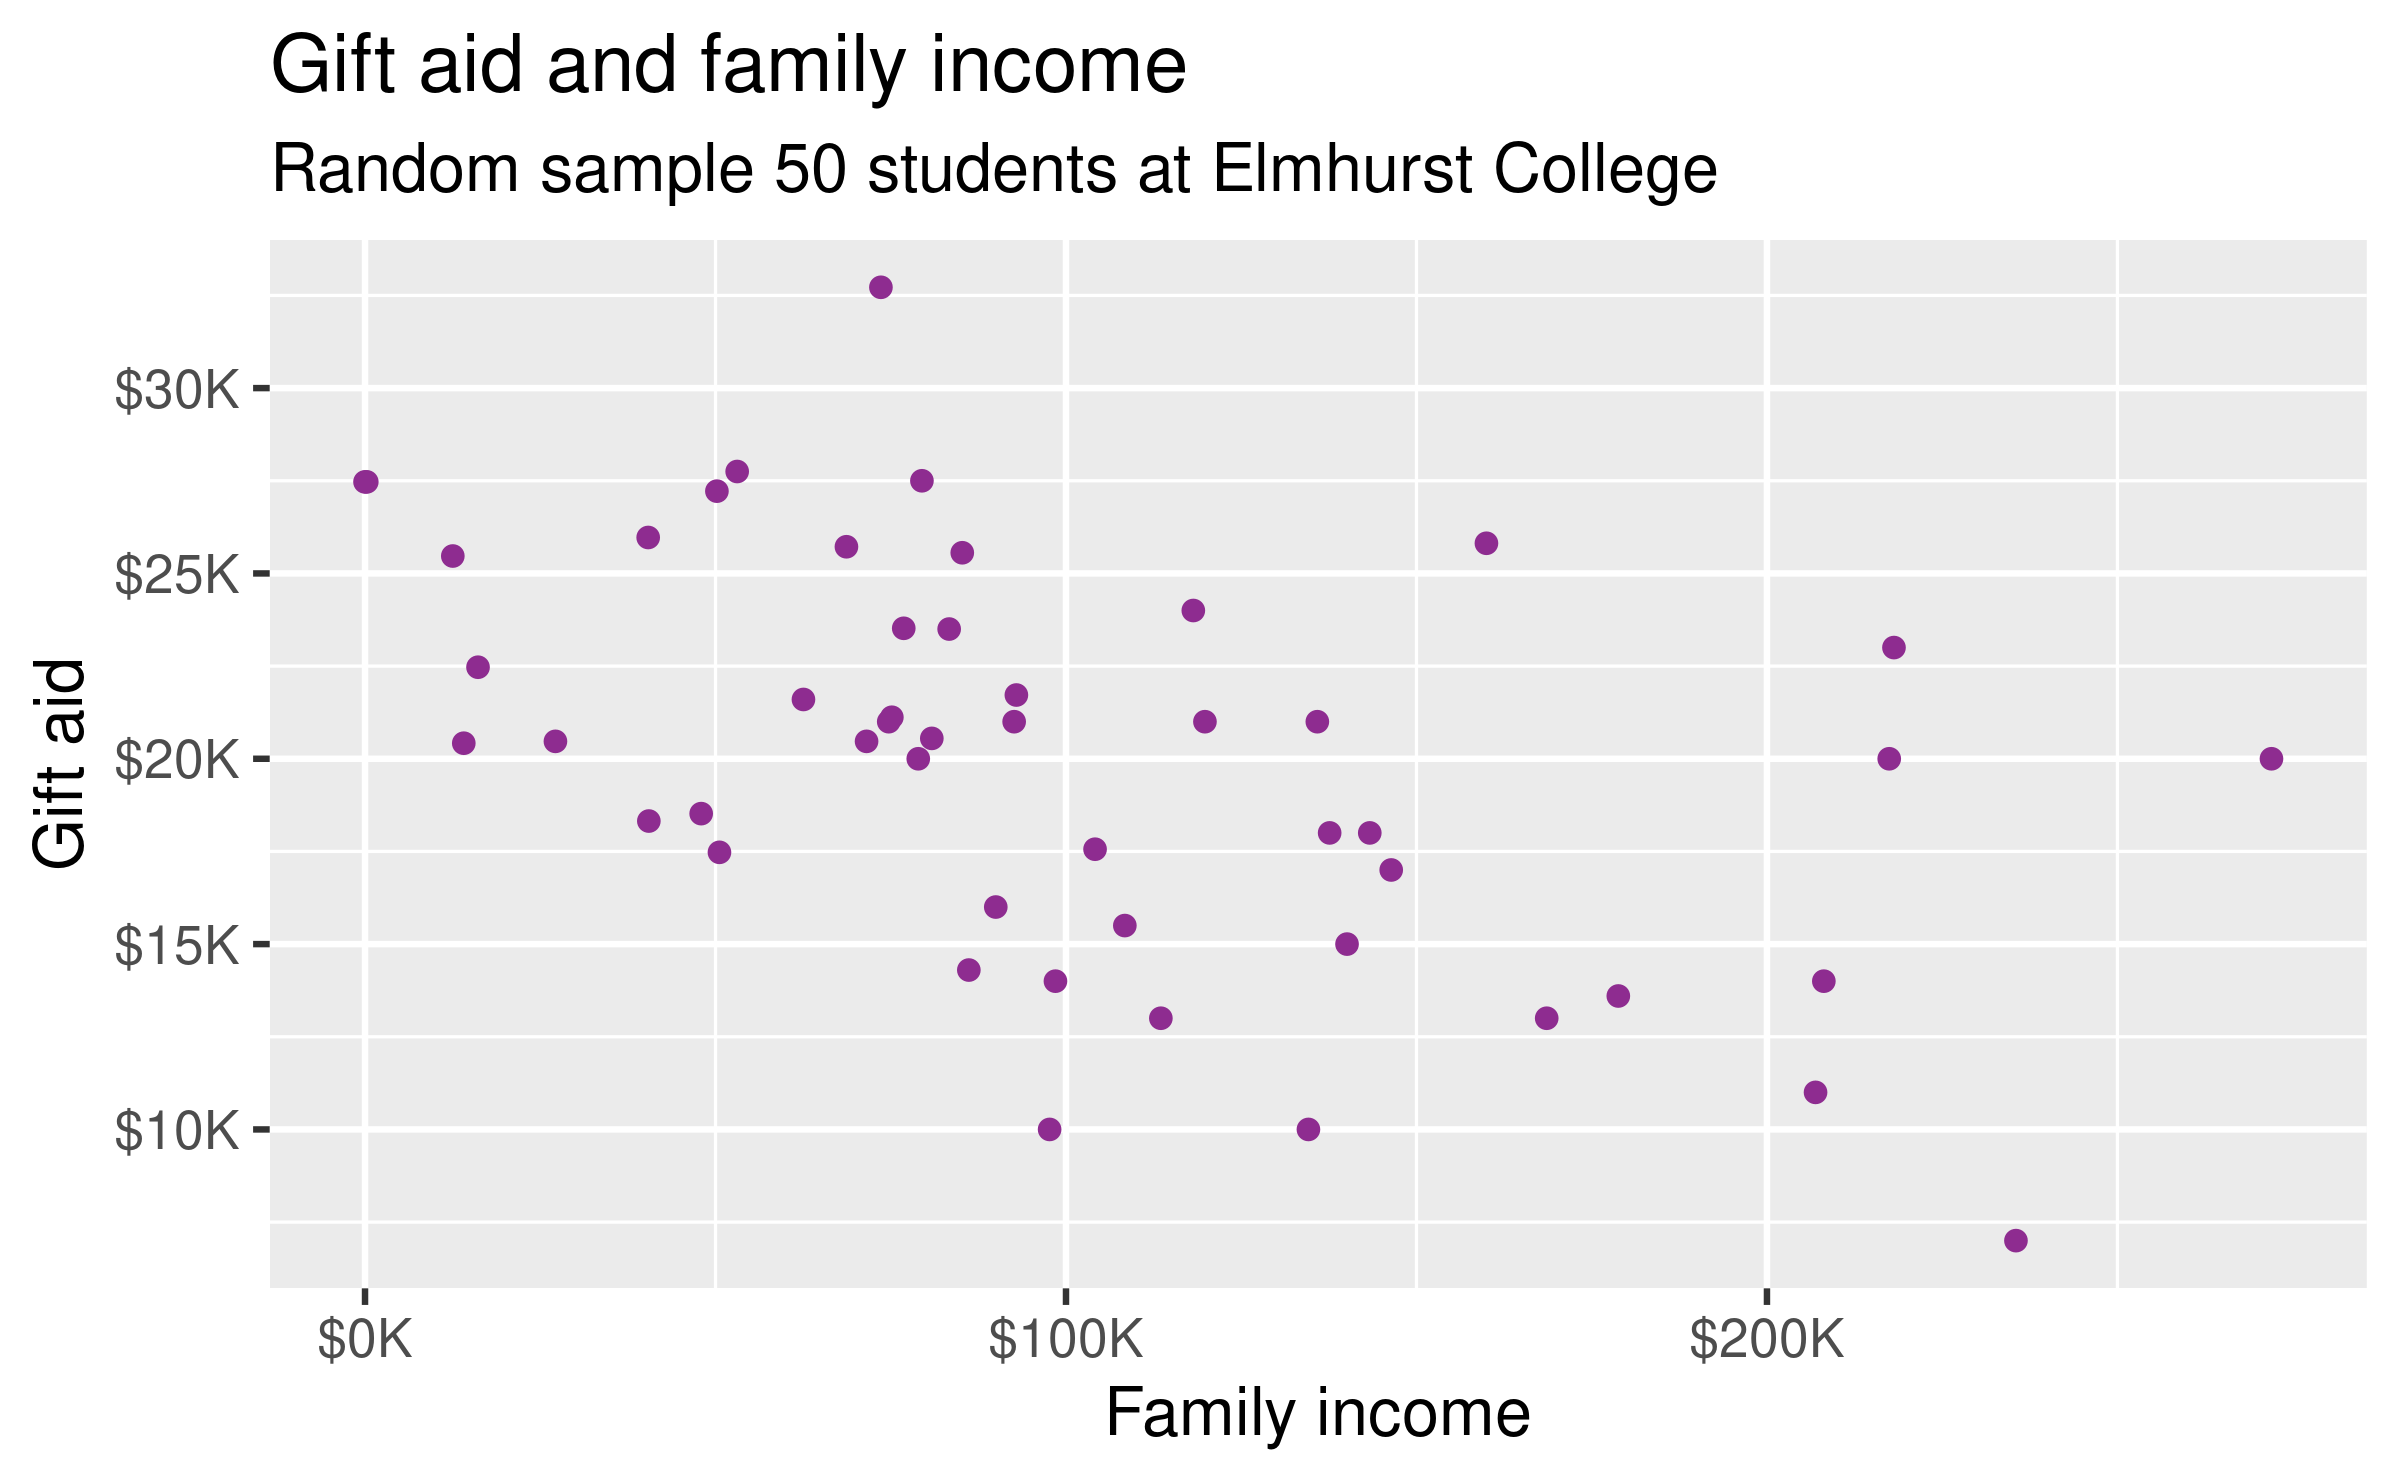 Gift aid and family income
Random sample 50 students at Elmhurst College
Gift aid
$30K
$25K
$20K
$15K
$10K
$0K $100K $200K
Family income